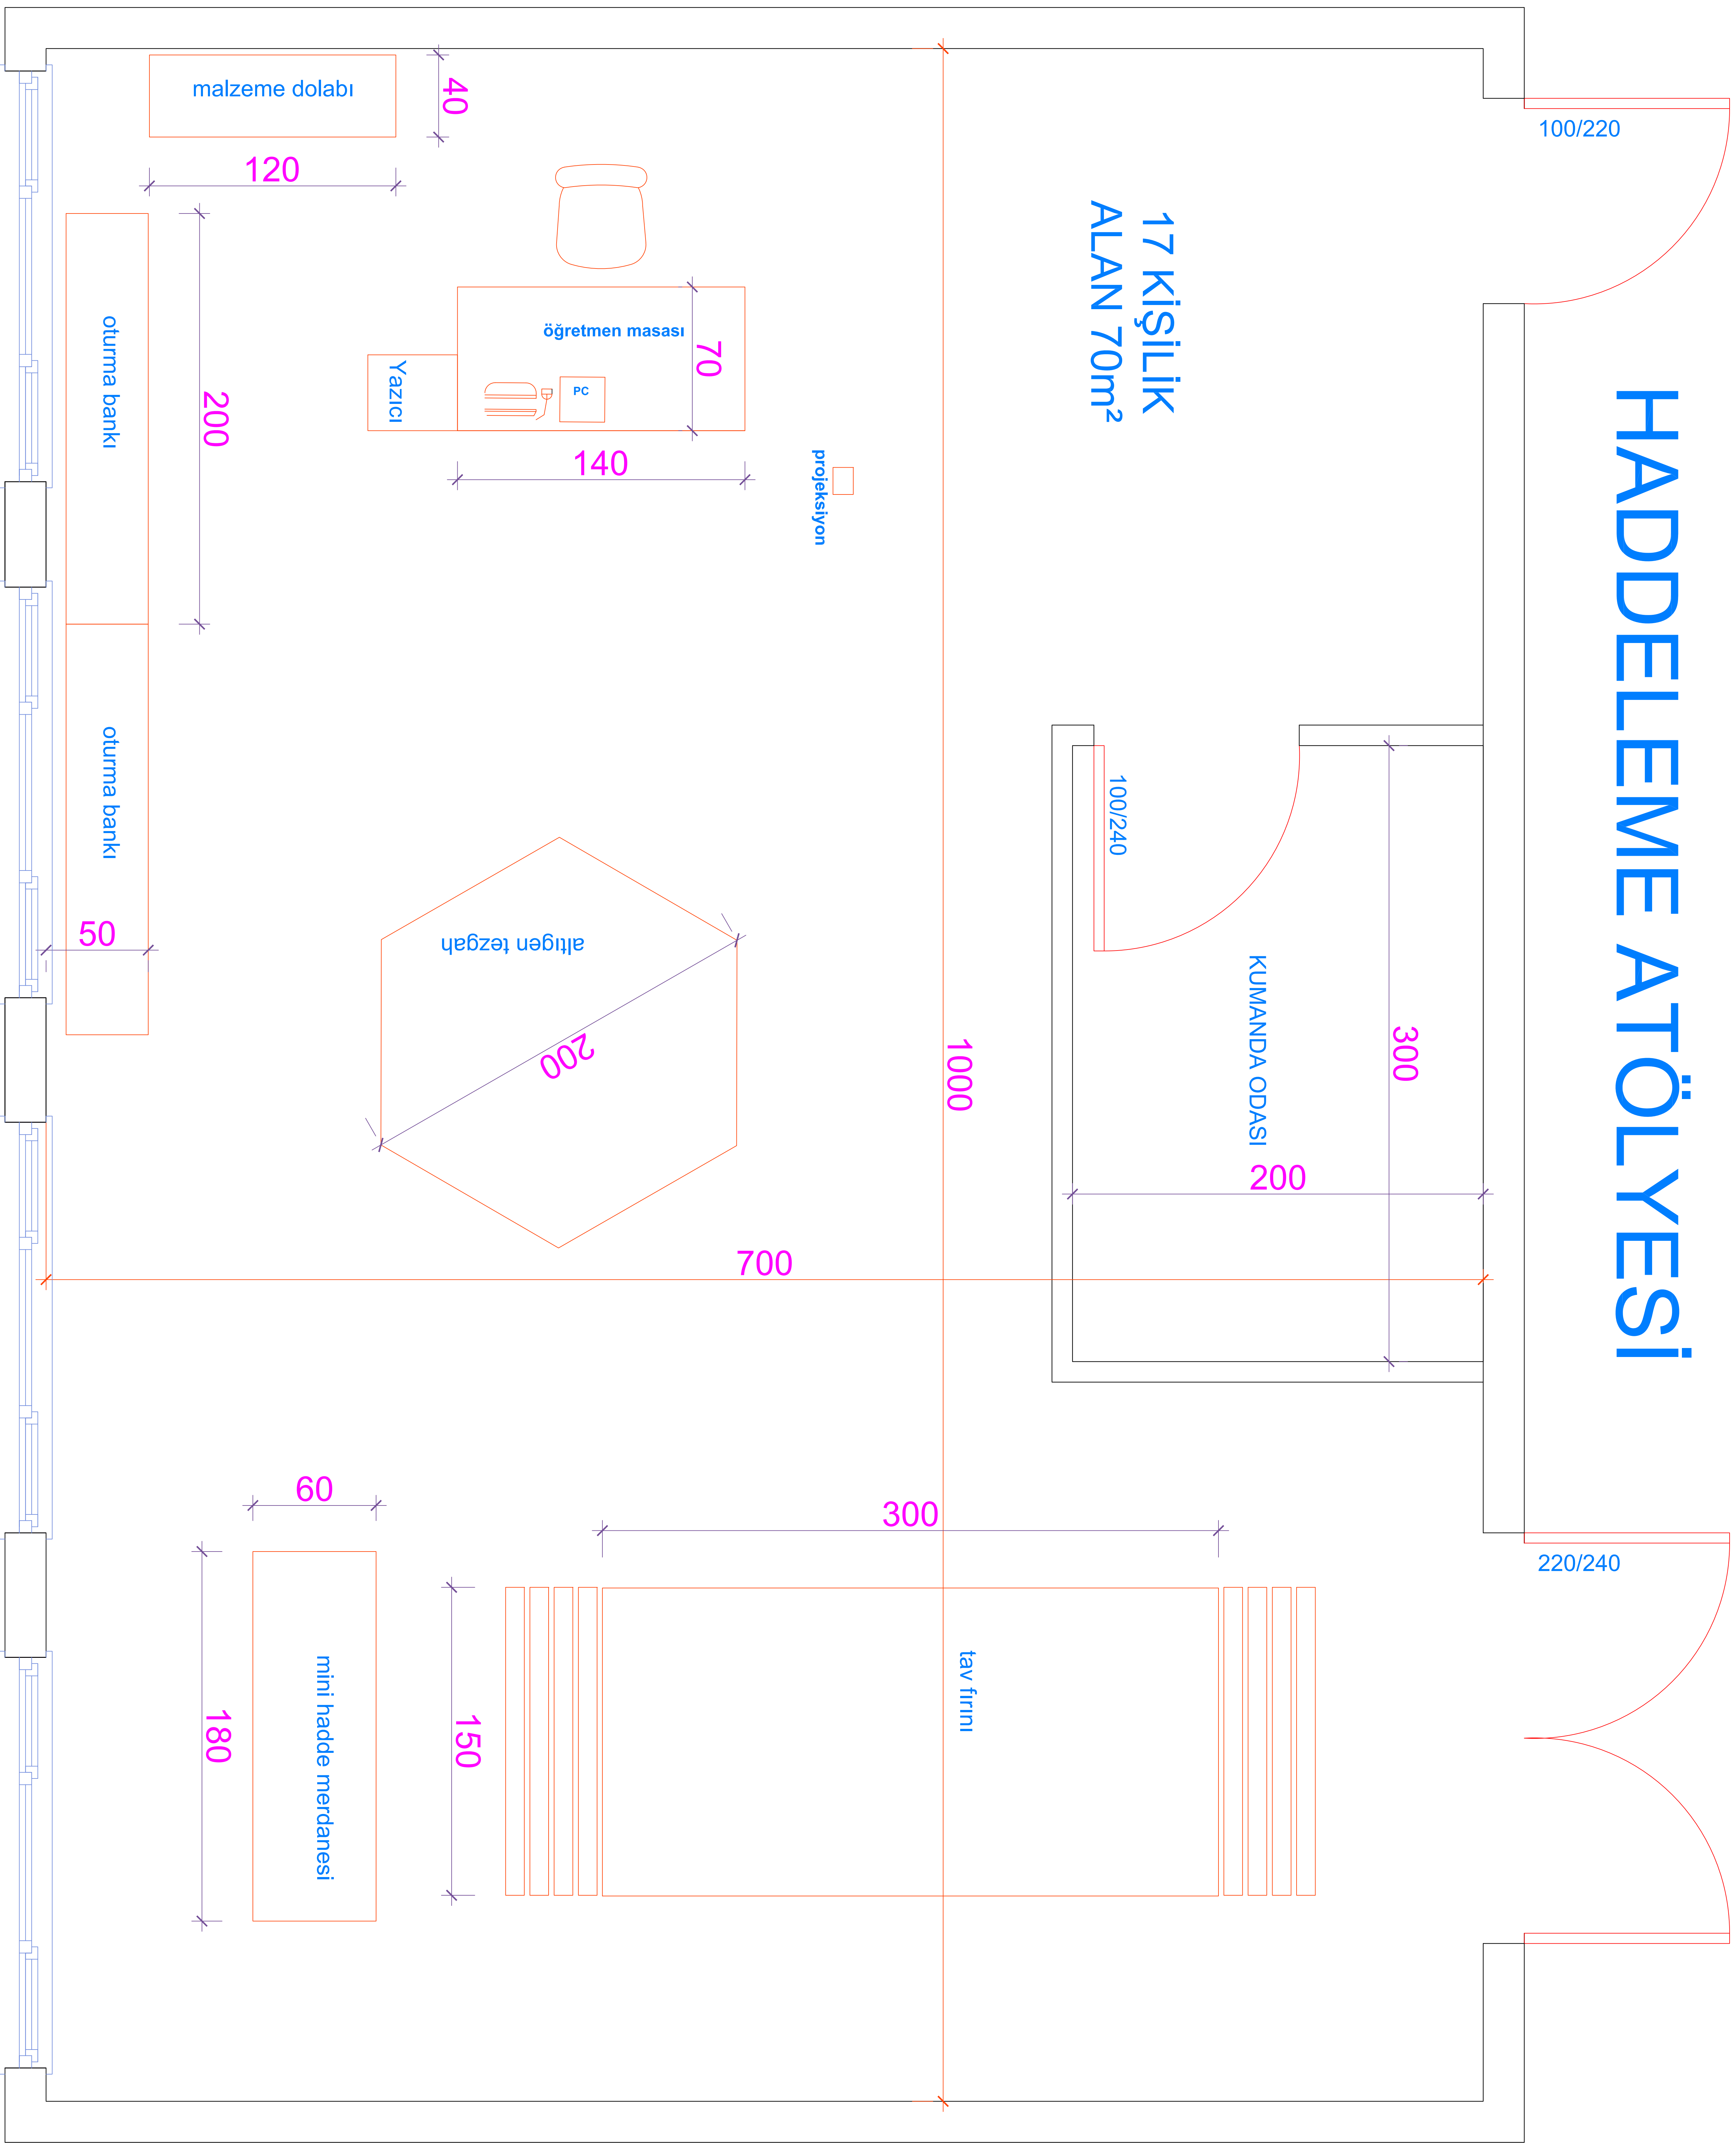 HADDELEME ATÖLYESİ
17 KİŞİLİK
ALAN 70m²
malzeme dolabı
40
120
100/220
oturma bankı
200
öğretmen masası
70
Yazıcı
PC
140
projeksiyon
oturma bankı
50
altıgen tezgah
200
1000
100/240
KUMANDA ODASI
300
200
700
60
300
220/240
mini hadde merdanesi
180
150
tav fırını